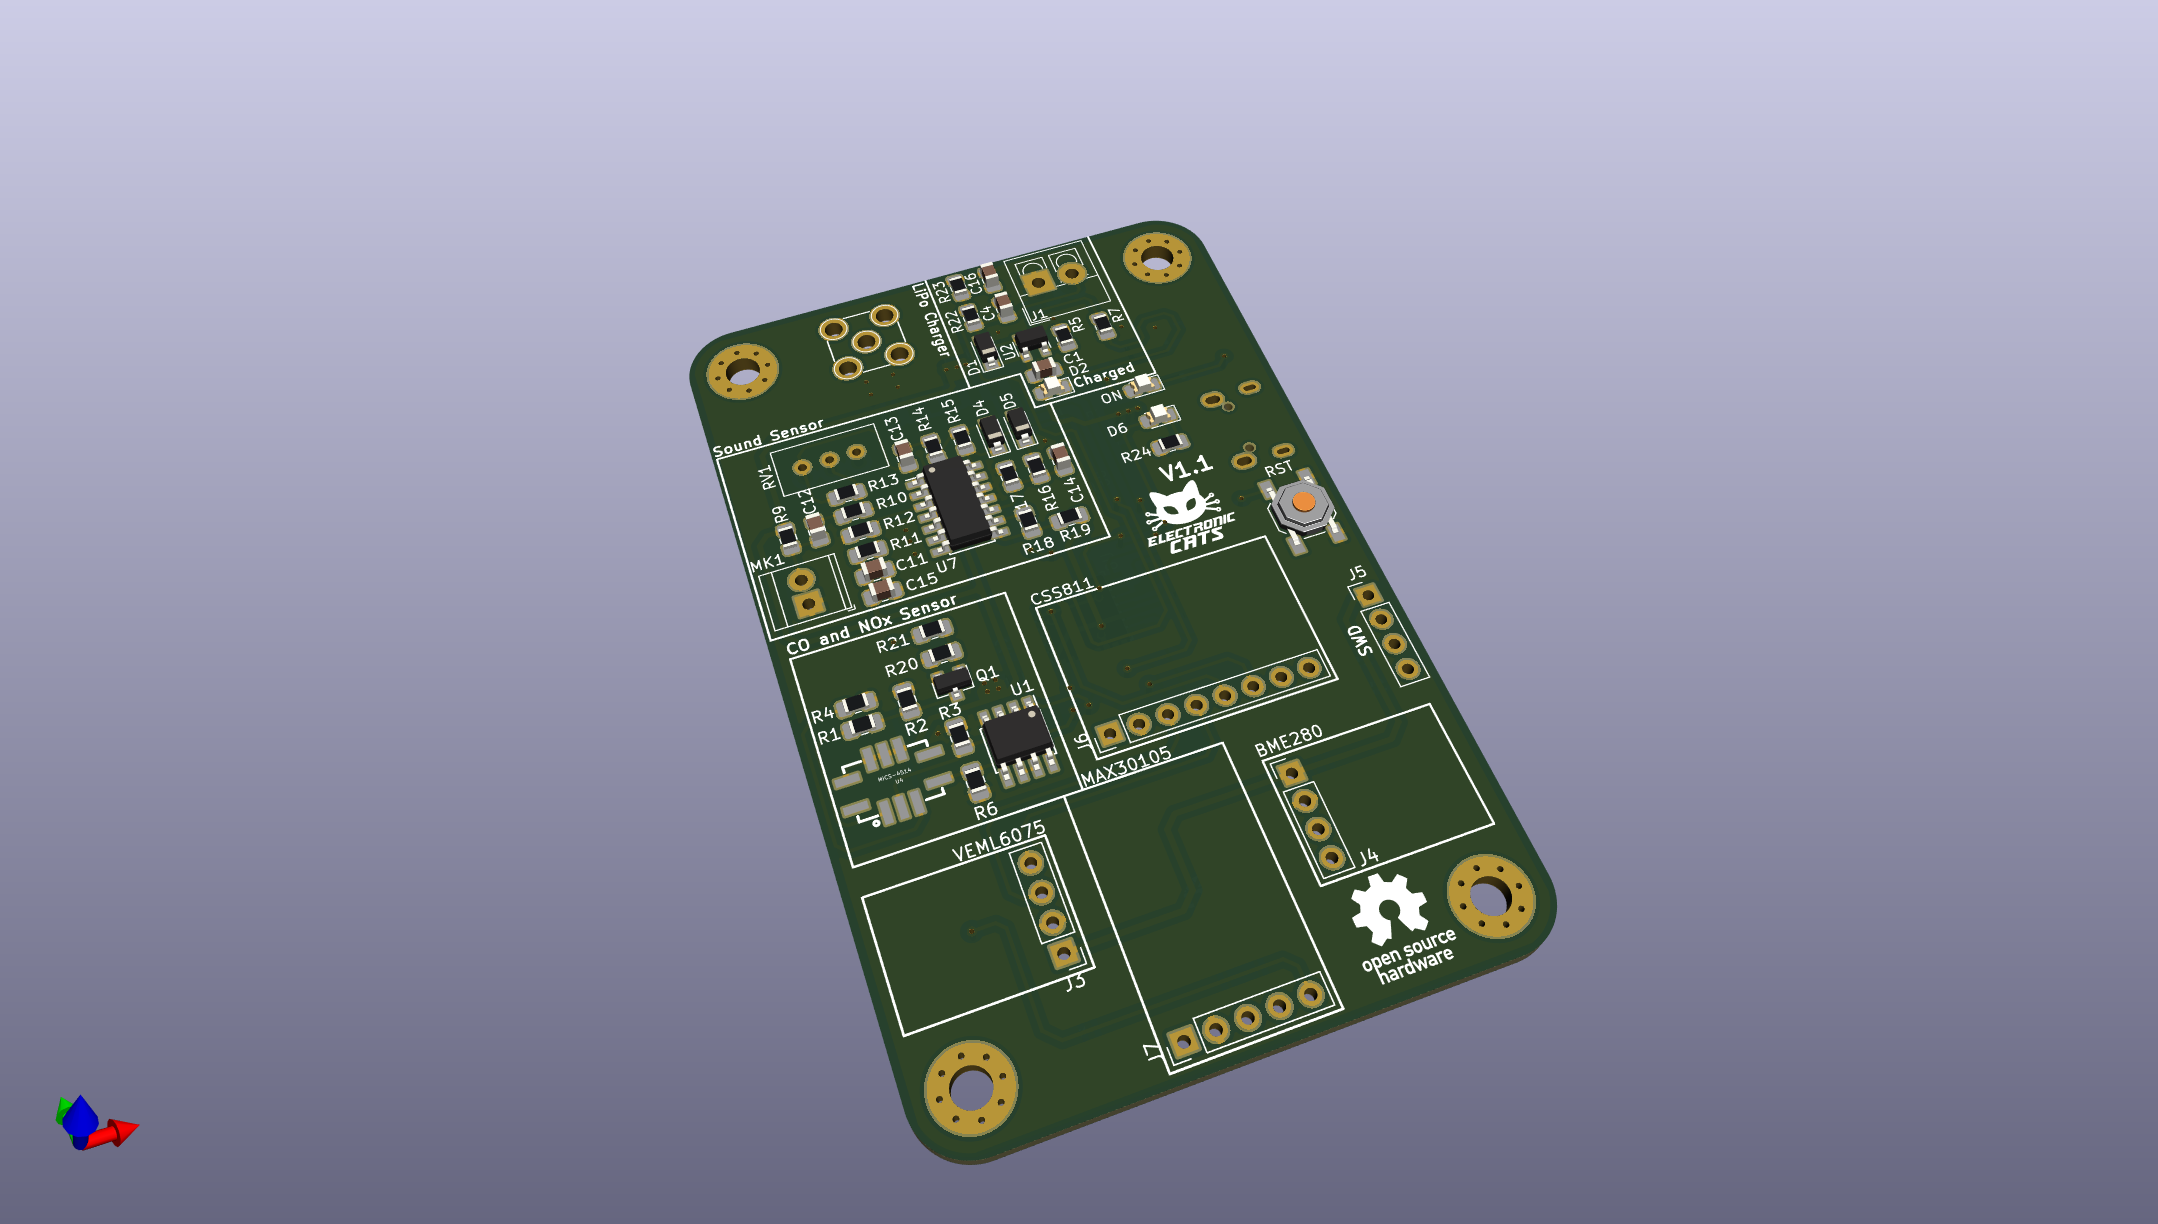 LiPo Charger
R23
C16
R22
C4
J1
D1
U2
R5
R7
C1
D2
Charged
ON
D6
R24
V1.1
ELECTRONIC
CATS
RST
Sound Sensor
RV1
C13
R14
R15
D4
D5
R9
C12
R13
R10
R12
R11
C11
C15
U7
R16
C14
R18
R19
MK1
CO and NOx Sensor
R21
R20
Q1
U1
R4
R1
R2
R3
R6
MICS-4514
U4
CSS811
J6
J5
SWD
MAX30105
BME280
J4
VEML6075
J3
J7
open source
hardware